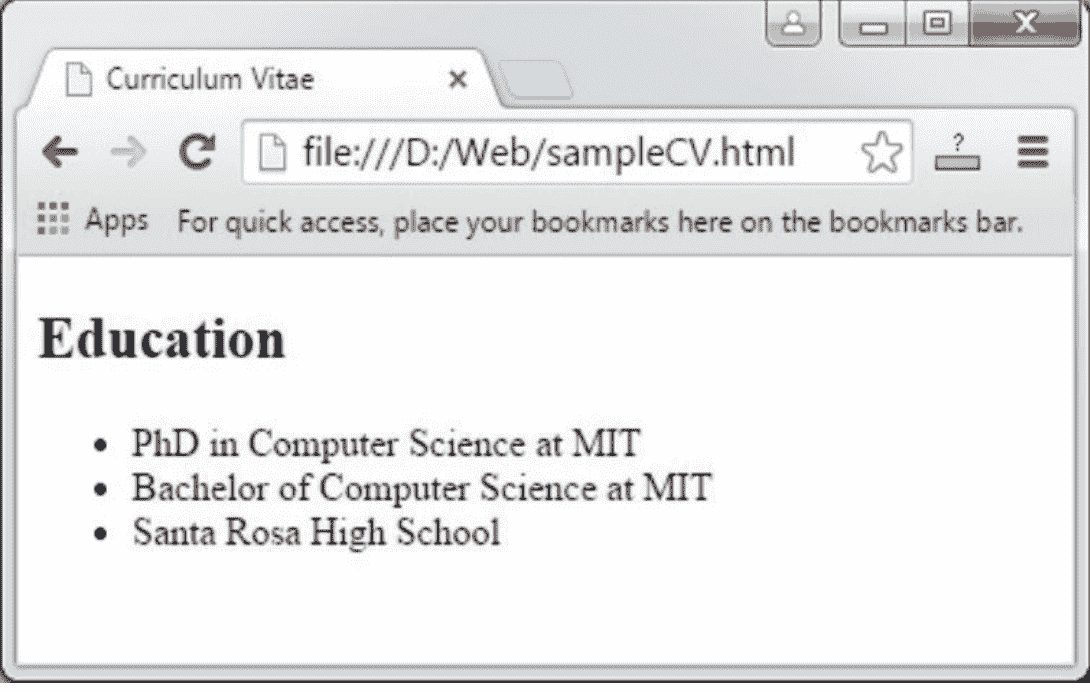 Curriculum Vitae
file:///D:/Web/sampleCV.html
?
Apps For quick access, place your bookmarks here on the bookmarks bar.
Education
• PhD in Computer Science at MIT
• Bachelor of Computer Science at MIT
• Santa Rosa High School